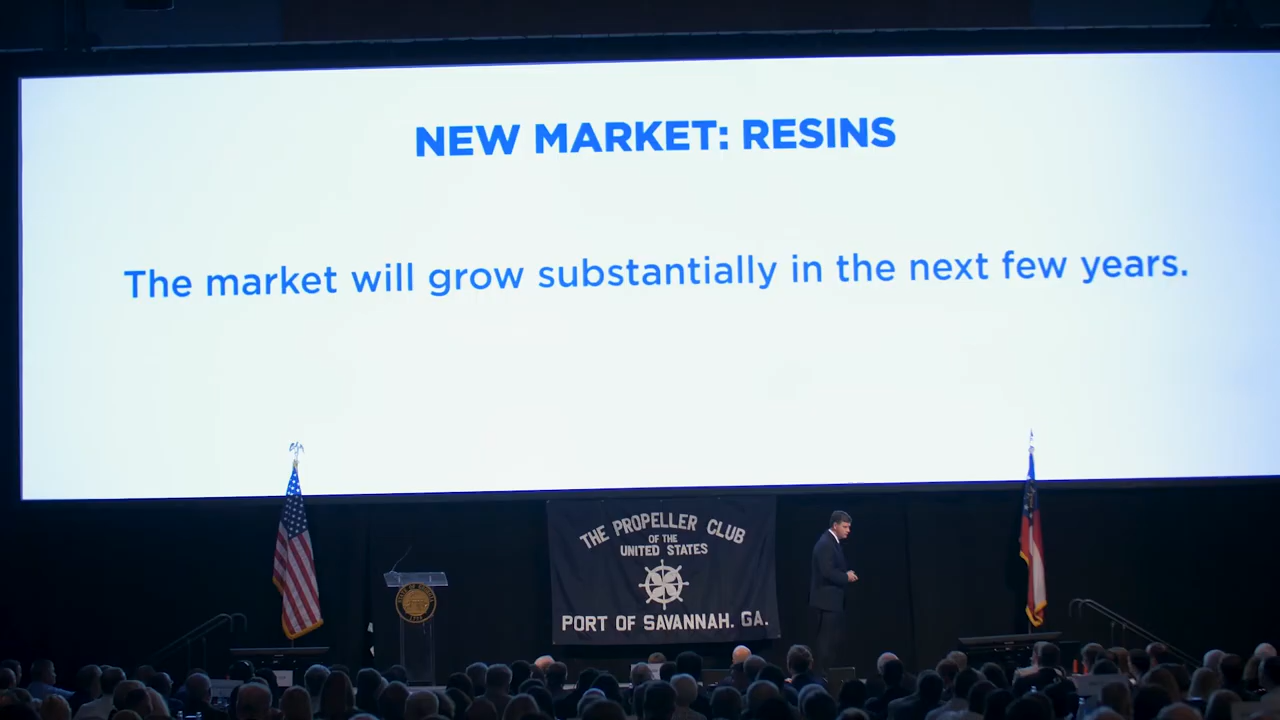 NEW MARKET: RESINS
The market will grow substantially in the next few years.
THE PROPELLER CLUB
OF THE
UNITED STATES
PORT OF SAVANNAH. GA.